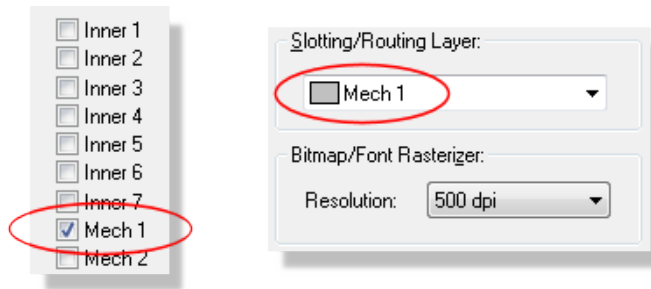 Inner 1
Inner 2
Inner 3
Inner 4
Inner 5
Inner 6
Inner 7
Mech 1
Mech 2
Slotting/Routing Layer:
Mech 1
Bitmap/Font Rasterizer:
Resolution: 500 dpi